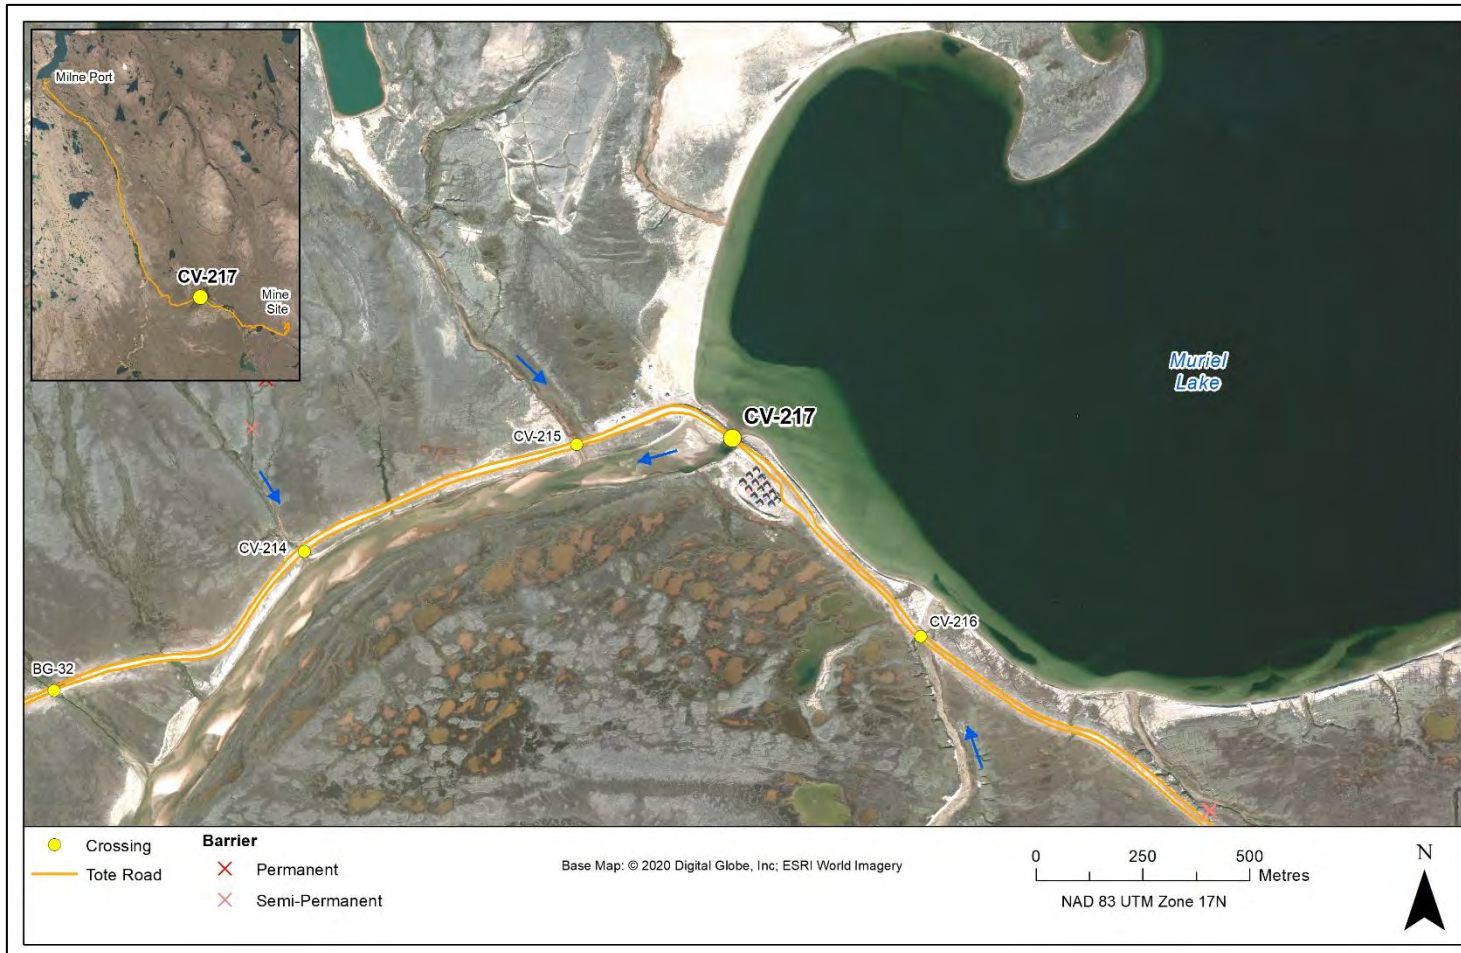 Milne Port
CV-217
Mine
Site
Muriel
Lake
CV-217
CV-215
CV-214
CV-216
BG-32
Crossing
Tote Road
Barrier
Permanent
Semi-Permanent
Base Map: © 2020 Digital Globe, Inc; ESRI World Imagery
0 250 500
Metres
NAD 83 UTM Zone 17N
N